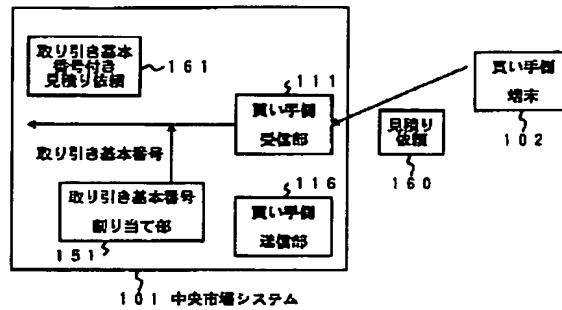 取り引き基本
番号付き
見積り依頼
161
111
買い手側
受信部
買い手側
端末
102
見積り
依頼
160
取り引き基本番号
取り引き基本番号
割り当て部
151
116
買い手側
送信部
101 中央市場システム